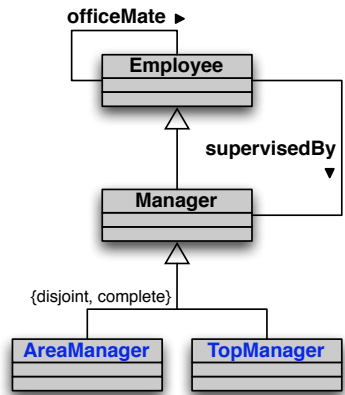 officeMate ►
Employee
supervisedBy
▼
Manager
{disjoint, complete}
AreaManager
TopManager